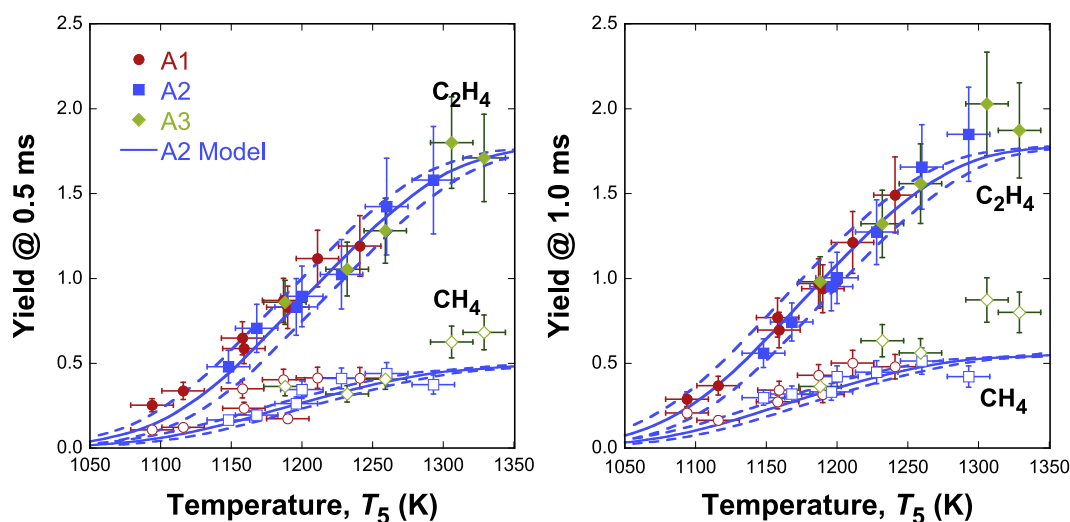 2.5
2.0
1.5
1.0
0.5
0.0
Yield @ 0.5 ms
A1
A2
A3
A2 Model
C₂H₄
CH₄
1050 1100 1150 1200 1250 1300 1350
Temperature, T₅ (K)
2.5
2.0
1.5
1.0
0.5
0.0
Yield @ 1.0 ms
C₂H₄
CH₄
1050 1100 1150 1200 1250 1300 1350
Temperature, T₅ (K)